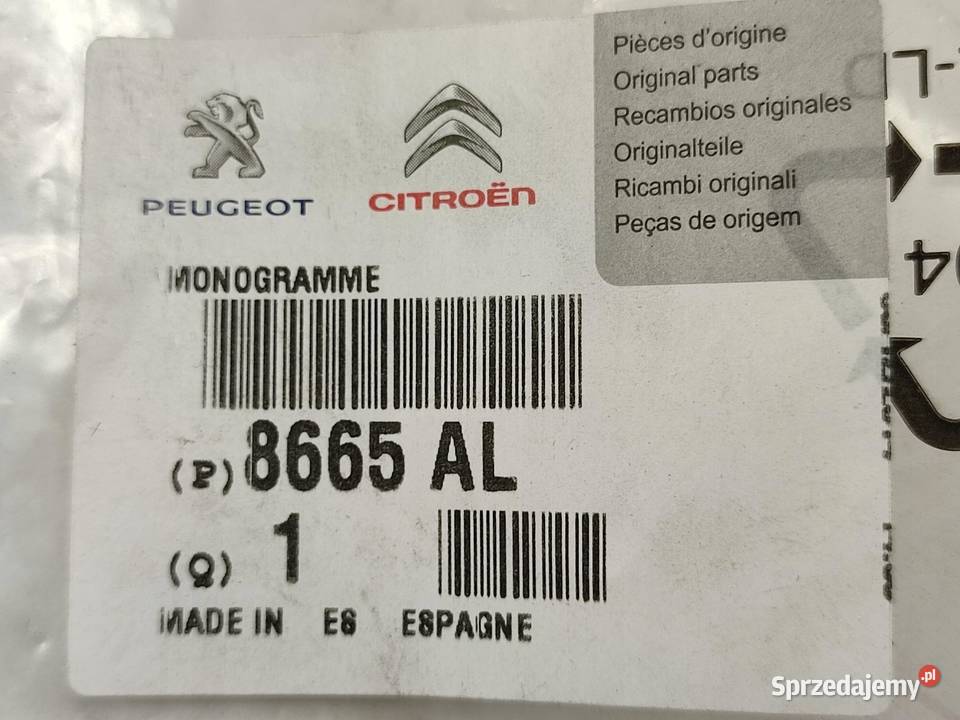 PEUGEOT
CITROËN
Pièces d'origine
Original parts
Recambios originales
Originalteile
Ricambi originali
Peças de origem
MONOGRAMME
(P) 8665 AL
(Q) 1
MADE IN ES ESPAGNE
Sprzedajemy.pl